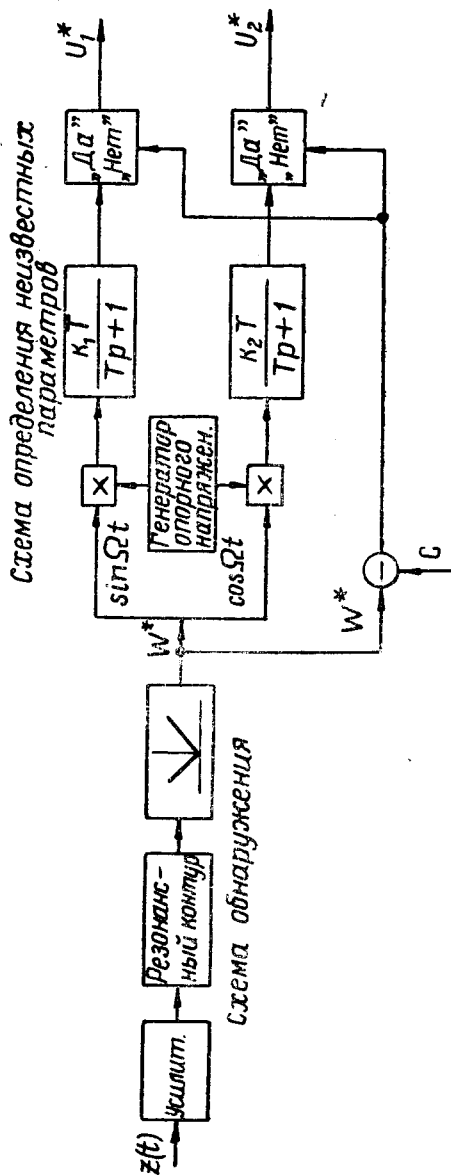 Схема определения неизвестных
параметров
z(t)
Усилит.
Резонанс-
ный контур
Схема обнаружения
W*
sinΩt
cosΩt
×
×
Генератор
опорного
напряжен.
K₁T
Tp+1
K₂T
Tp+1
„Да”
„Нет”
„Да”
„Нет”
U₁*
U₂*
W*
−
C